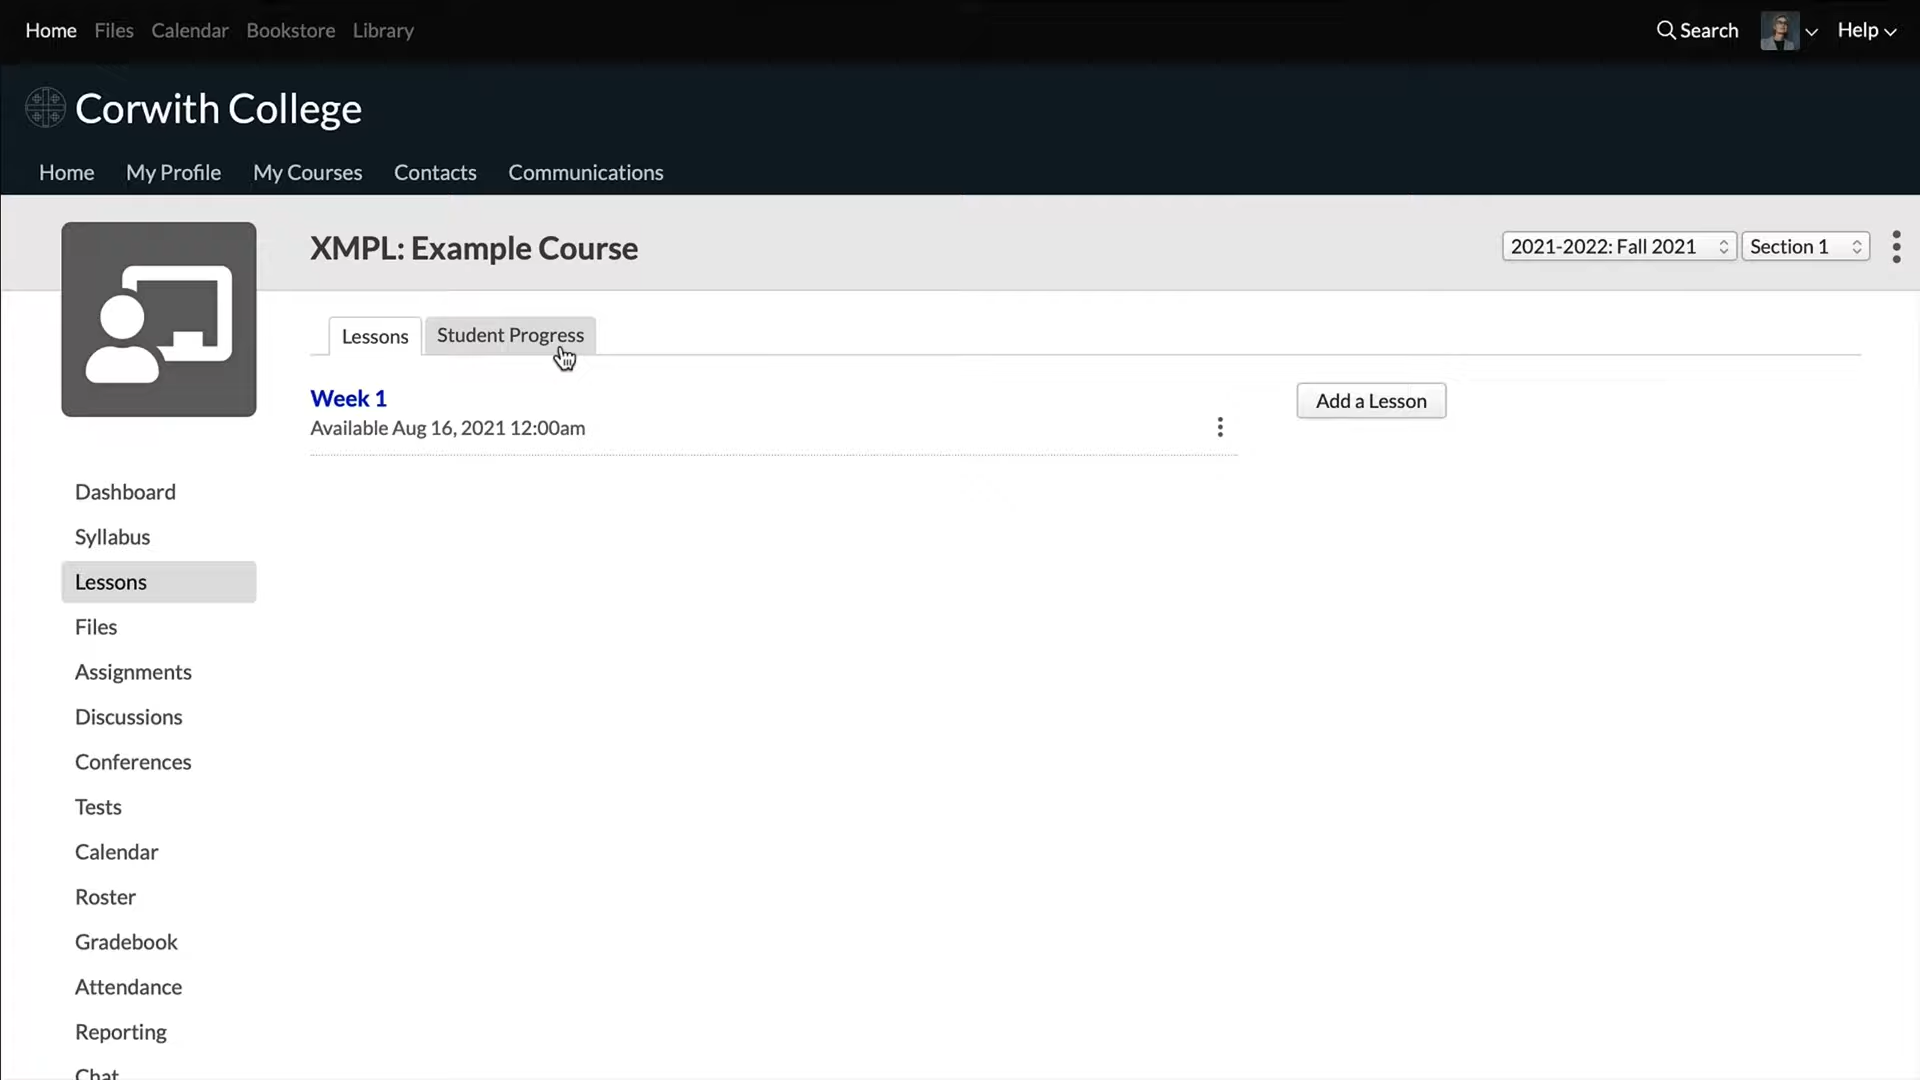 Home Files Calendar Bookstore Library Search Help
Corwith College
Home My Profile My Courses Contacts Communications
XMPL: Example Course 2021-2022: Fall 2021 Section 1
Lessons Student Progress
Week 1 Add a Lesson
Available Aug 16, 2021 12:00am
Dashboard
Syllabus
Lessons
Files
Assignments
Discussions
Conferences
Tests
Calendar
Roster
Gradebook
Attendance
Reporting
Chat